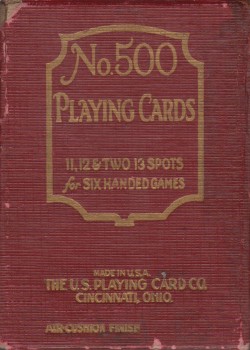 No. 500
PLAYING CARDS
11, 12 & TWO 13 SPOTS
for SIX HANDED GAMES
MADE IN U.S.A.
THE U.S. PLAYING CARD CO.
CINCINNATI, OHIO.
AIR-CUSHION FINISH